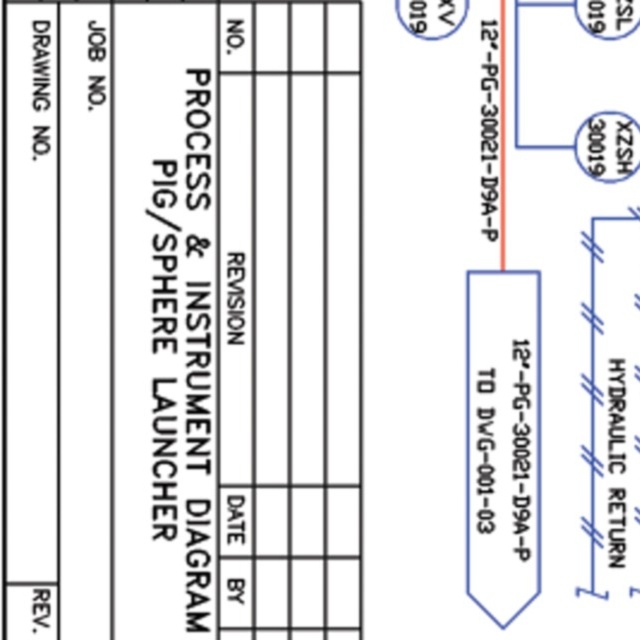 XV
019
ZSL
019
XZSH
30019
12"-PG-30021-D9A-P
12"-PG-30021-D9A-P
TO DWG-001-03
HYDRAULIC RETURN
NO.
REVISION
DATE
BY
PROCESS & INSTRUMENT DIAGRAM
PIG/SPHERE LAUNCHER
JOB NO.
DRAWING NO.
REV.